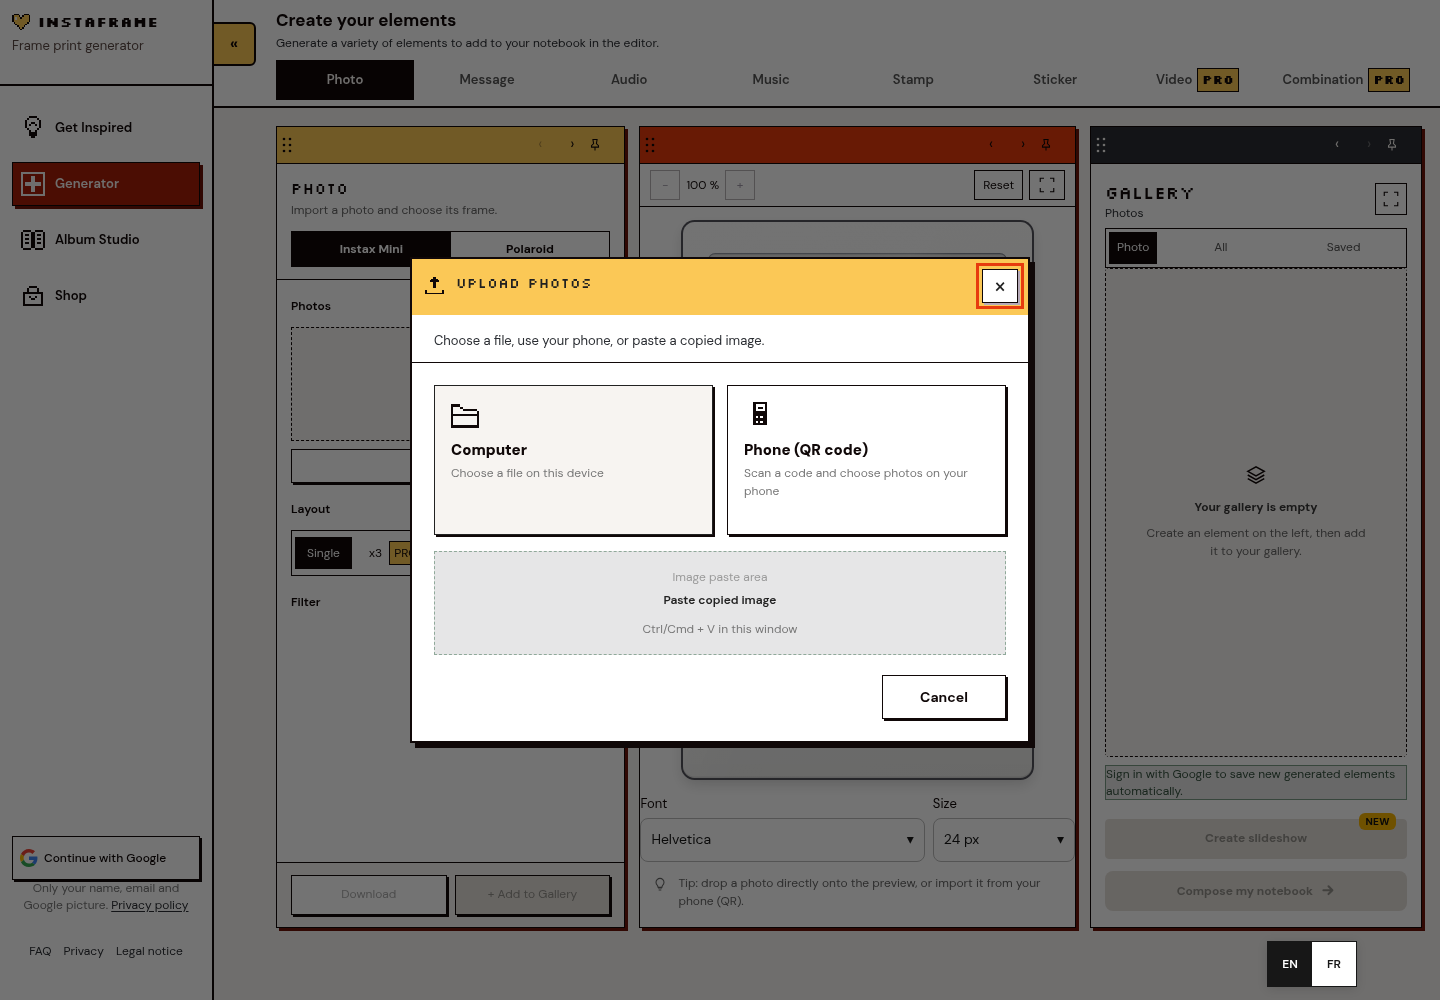 INSTAFRAME
Frame print generator
Get Inspired
Generator
Album Studio
Shop
Continue with Google
Only your name, email and
Google picture. Privacy policy
FAQ Privacy Legal notice
«
Create your elements
Generate a variety of elements to add to your notebook in the editor.
Photo Message Audio Music Stamp Sticker Video PRO Combination PRO
PHOTO
Import a photo and choose its frame.
Instax Mini Polaroid
Photos
Layout
Single x3
Filter
Download + Add to Gallery
- 100 % + Reset
UPLOAD PHOTOS
×
Choose a file, use your phone, or paste a copied image.
Computer
Choose a file on this device
Phone (QR code)
Scan a code and choose photos on your
phone
Image paste area
Paste copied image
Ctrl/Cmd + V in this window
Cancel
Font Size
Helvetica 24 px
Tip: drop a photo directly onto the preview, or import it from your
phone (QR).
GALLERY
Photos
Photo All Saved
Your gallery is empty
Create an element on the left, then add
it to your gallery.
Sign in with Google to save new generated elements
automatically.
NEW
Create slideshow
Compose my notebook →
EN FR